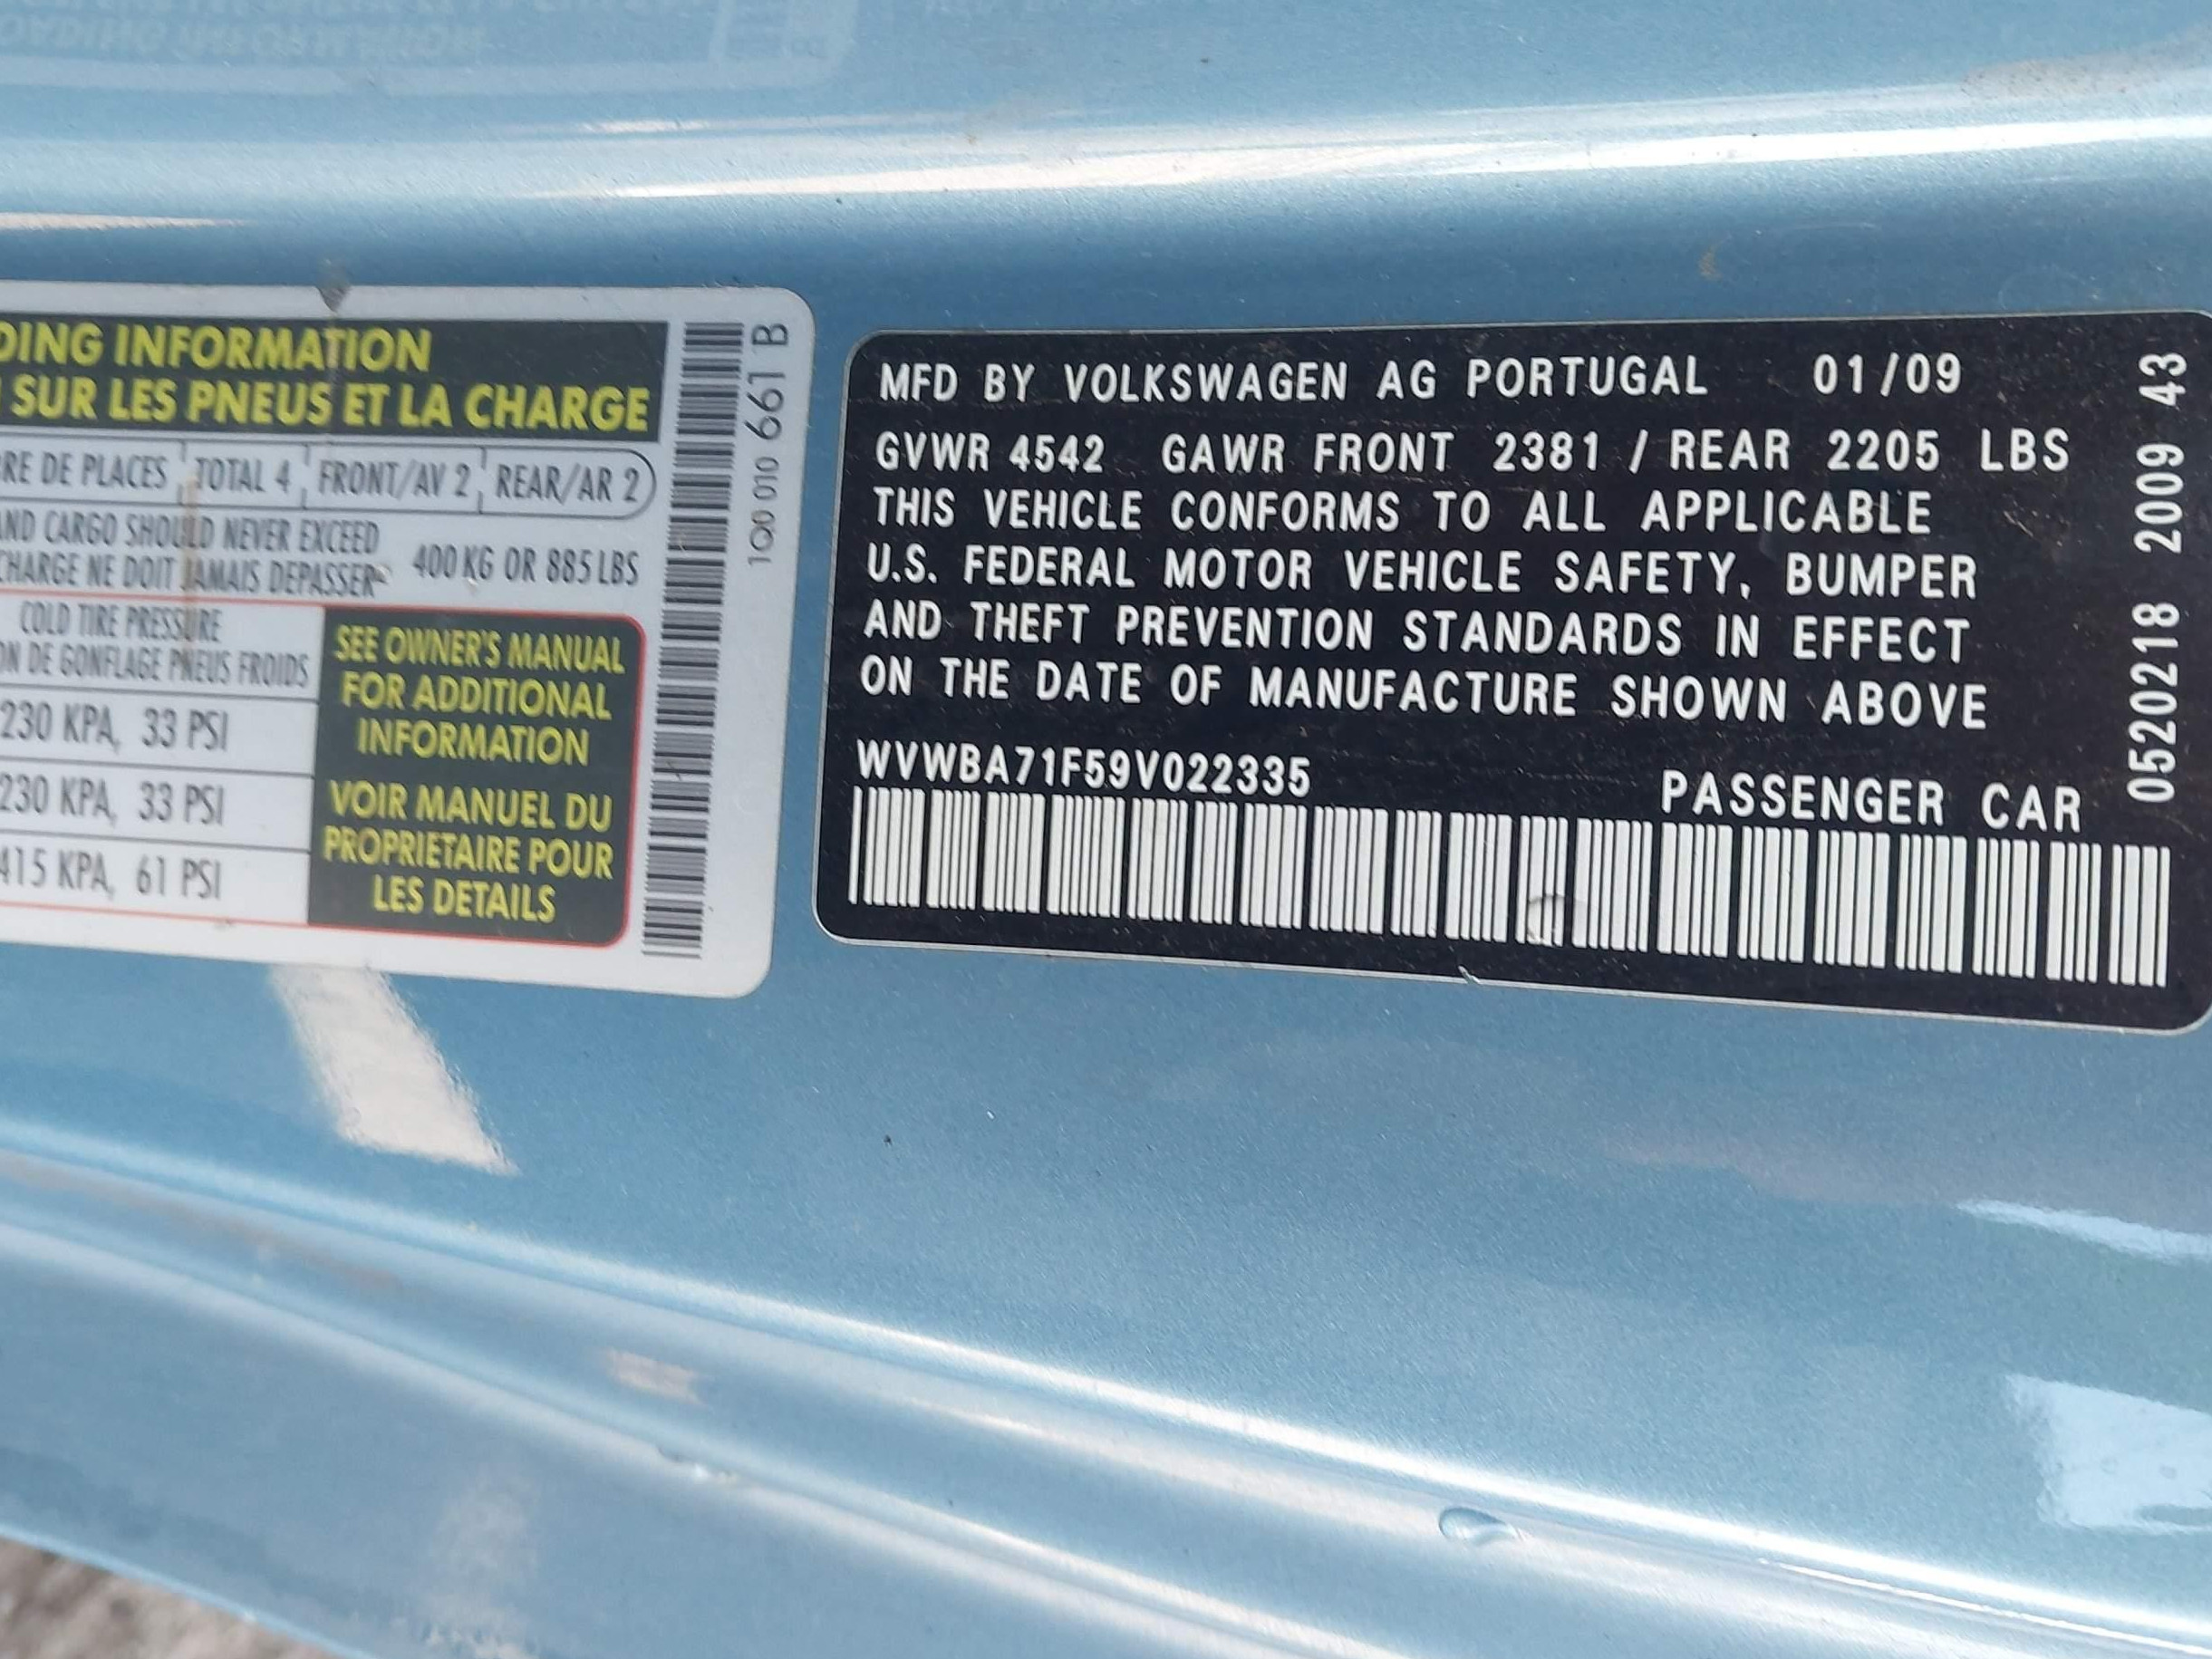 DING INFORMATION
SUR LES PNEUS ET LA CHARGE
RE DE PLACES TOTAL 4 FRONT/AV 2 REAR/AR 2
AND CARGO SHOULD NEVER EXCEED
CHARGE NE DOIT JAMAIS DEPASSER
400 KG OR 885 LBS
COLD TIRE PRESSURE
ON DE GONFLAGE PNEUS FROIDS
230 KPA, 33 PSI
230 KPA, 33 PSI
415 KPA, 61 PSI
SEE OWNER'S MANUAL
FOR ADDITIONAL
INFORMATION
VOIR MANUEL DU
PROPRIETAIRE POUR
LES DETAILS
1Q0 010 661 B
MFD BY VOLKSWAGEN AG PORTUGAL 01/09
GVWR 4542 GAWR FRONT 2381 / REAR 2205 LBS
THIS VEHICLE CONFORMS TO ALL APPLICABLE
U.S. FEDERAL MOTOR VEHICLE SAFETY, BUMPER
AND THEFT PREVENTION STANDARDS IN EFFECT
ON THE DATE OF MANUFACTURE SHOWN ABOVE
WVWBA71F59V022335
PASSENGER CAR
0520218 2009 43